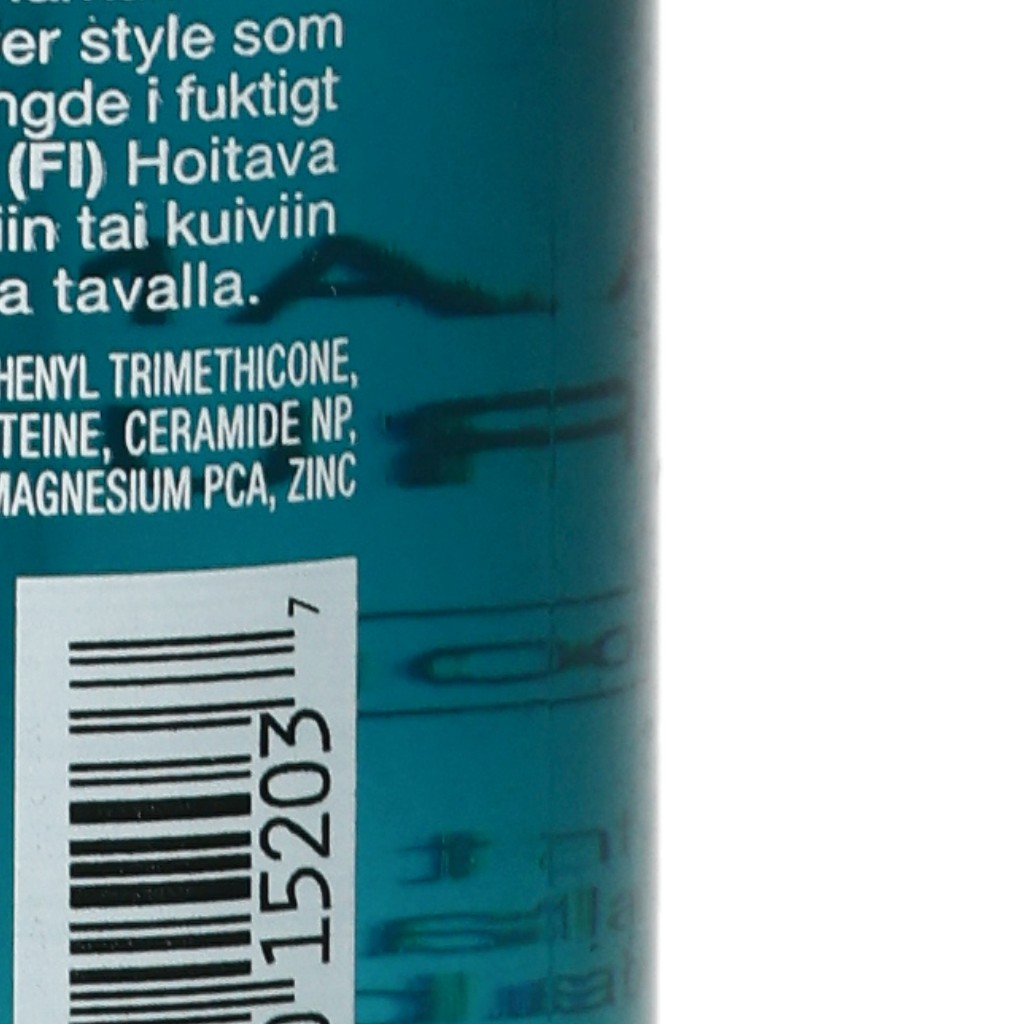 er style som
ngde i fuktigt
(FI) Hoitava
iin tai kuiviin
a tavalla.
HENYL TRIMETHICONE,
TEINE, CERAMIDE NP,
MAGNESIUM PCA, ZINC
15203 7